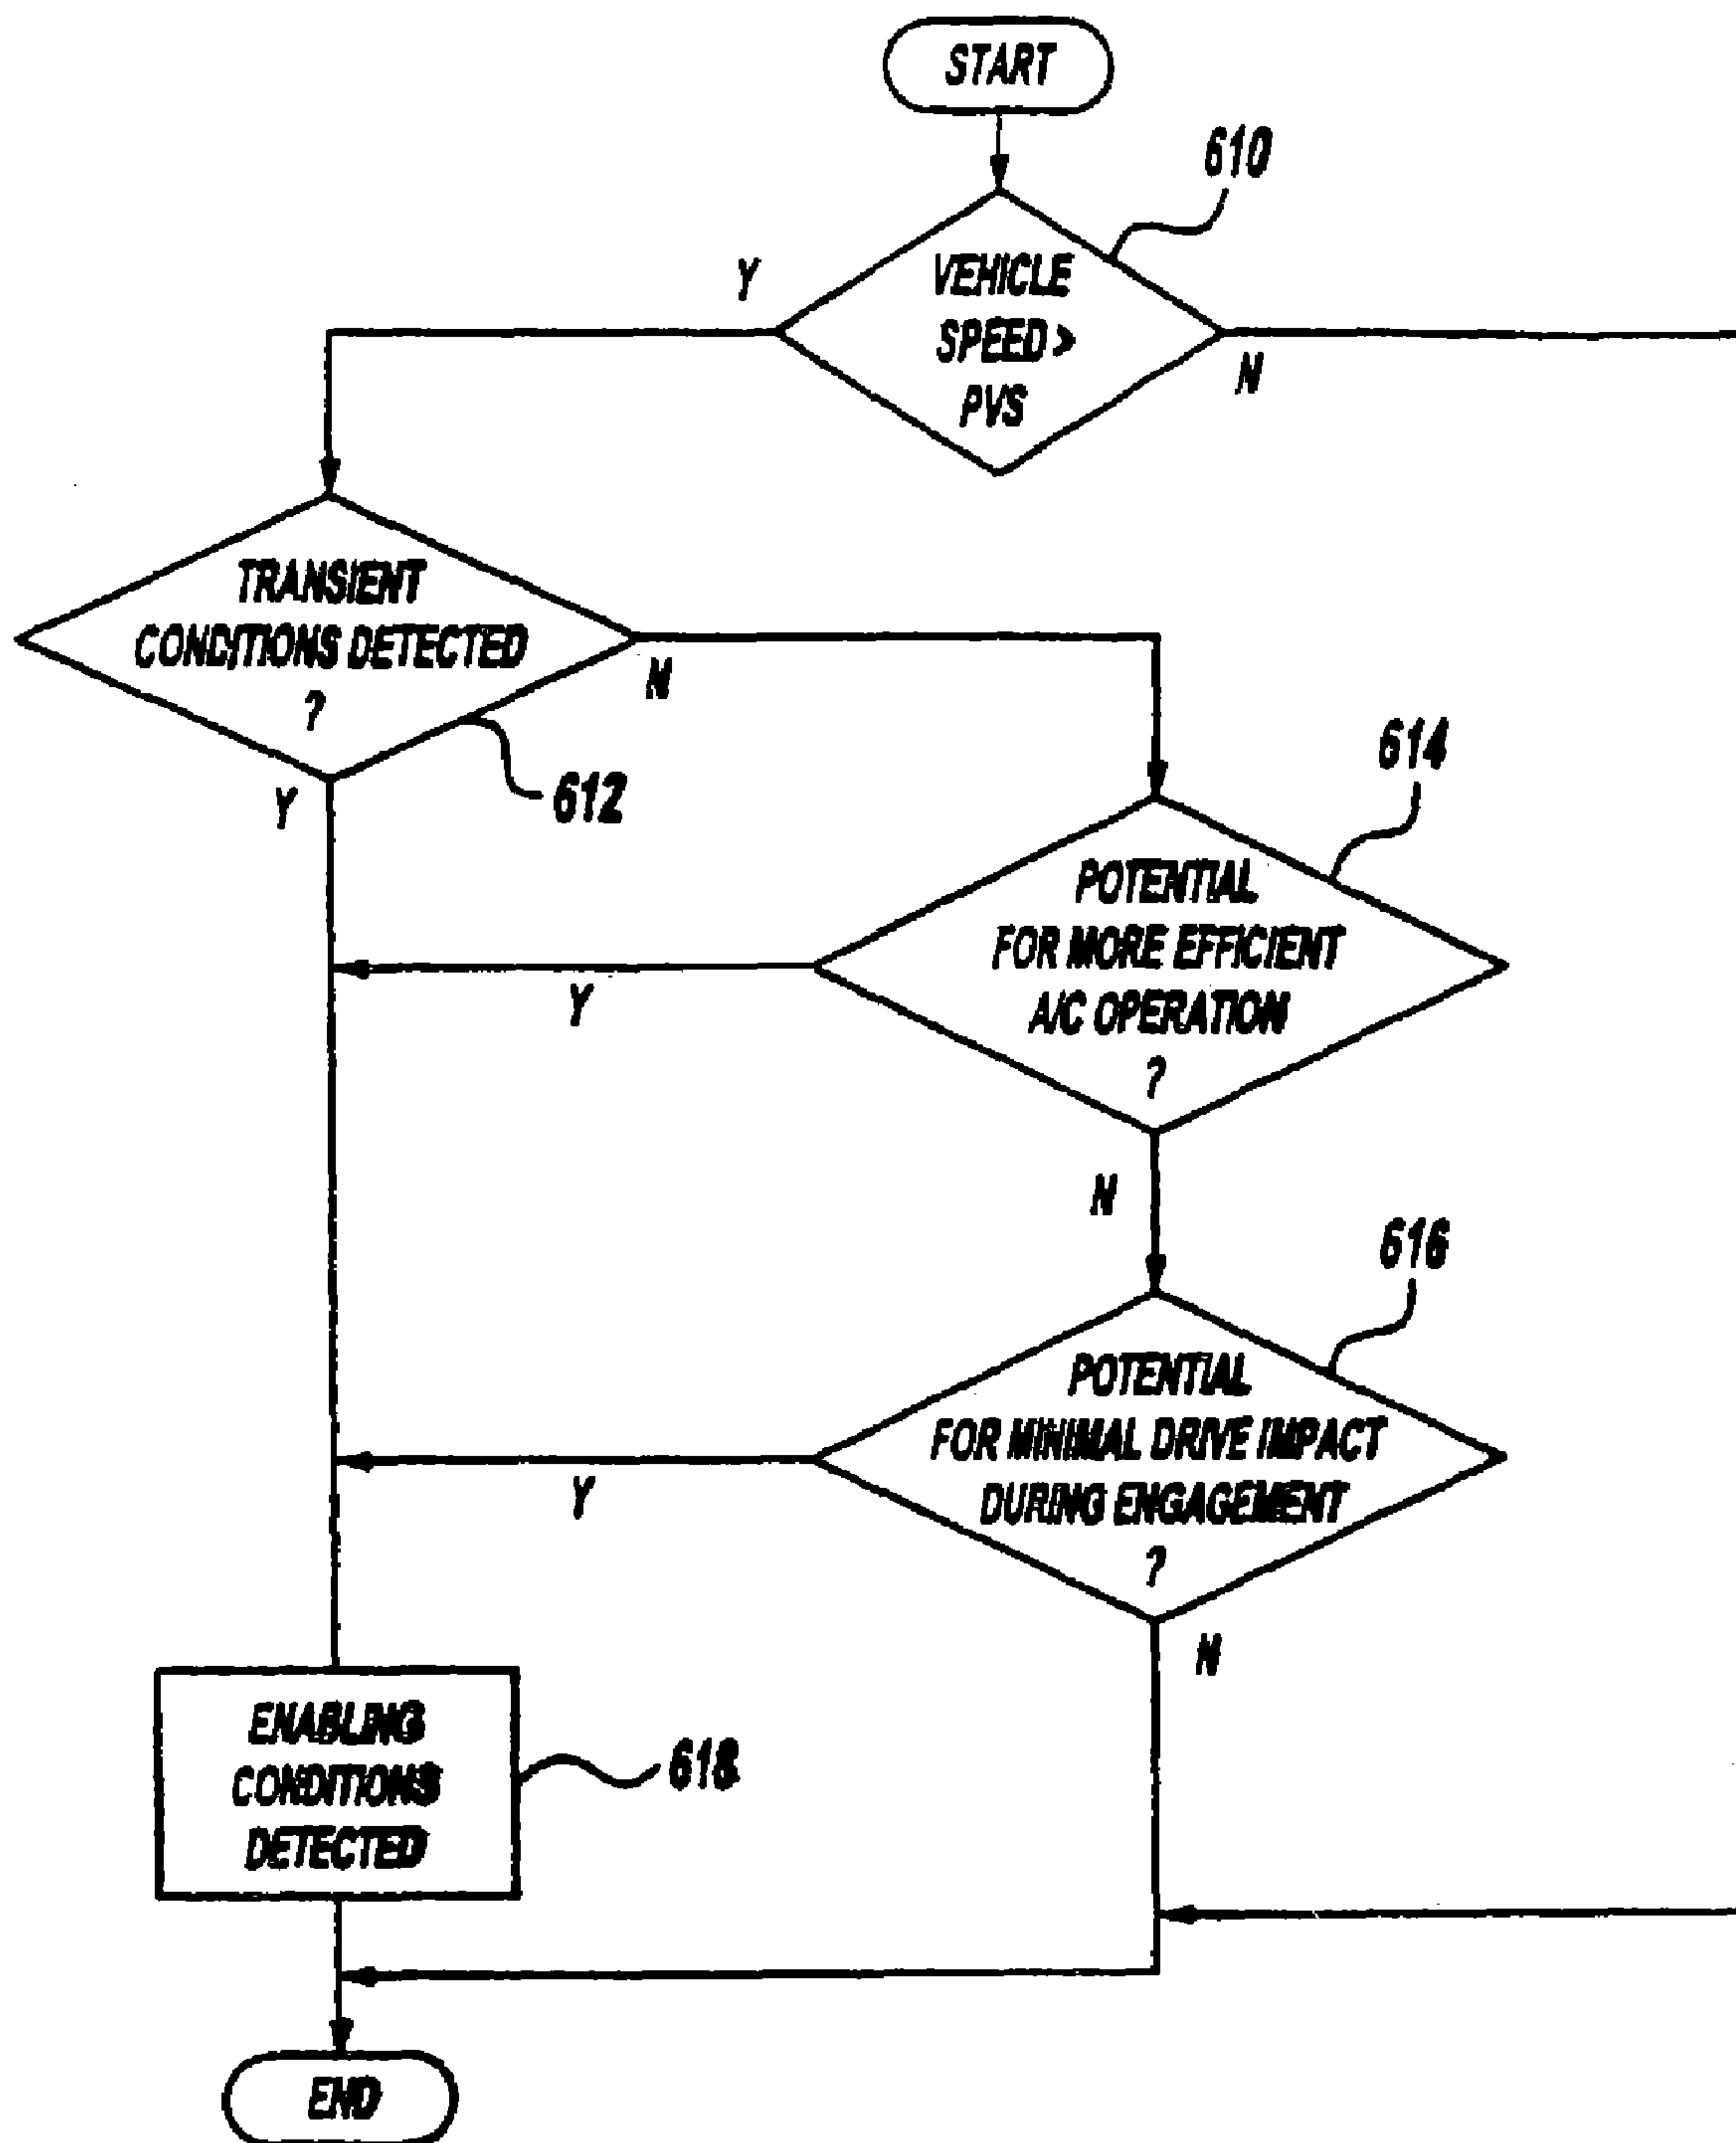 START
610
VEHICLE
SPEED >
PVS
Y
N
TRANSIENT
CONDITIONS DETECTED
?
N
Y
612
614
POTENTIAL
FOR MORE EFFICIENT
A/C OPERATION
?
Y
N
616
POTENTIAL
FOR MINIMAL DRIVE IMPACT
DURING ENGAGEMENT
?
Y
N
ENABLING
CONDITIONS
DETECTED
618
END